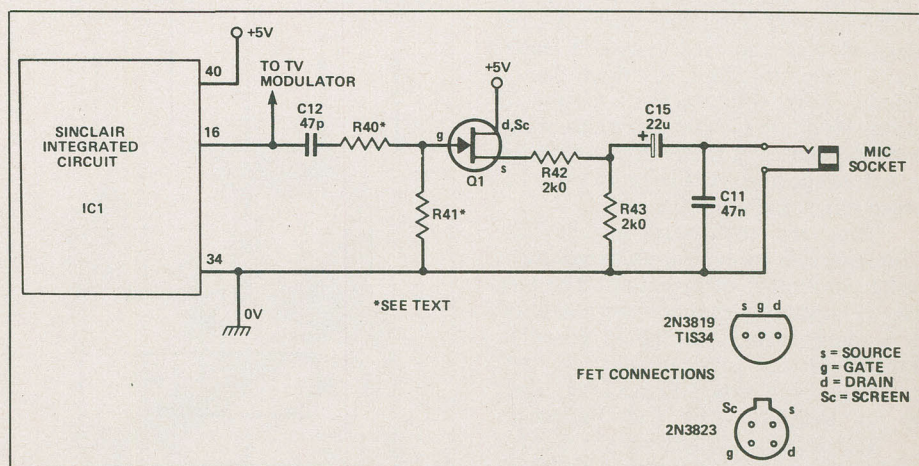 +5V
40
TO TV
MODULATOR
16
SINCLAIR
INTEGRATED
CIRCUIT
IC1
34
0V
C12
47p
R40*
R41*
*SEE TEXT
+5V
g
d,Sc
s
Q1
R42
2k0
R43
2k0
C15
+
22u
C11
47n
MIC
SOCKET
s g d
2N3819
TIS34
FET CONNECTIONS
s = SOURCE
g = GATE
d = DRAIN
Sc = SCREEN
Sc
s
2N3823
g
d